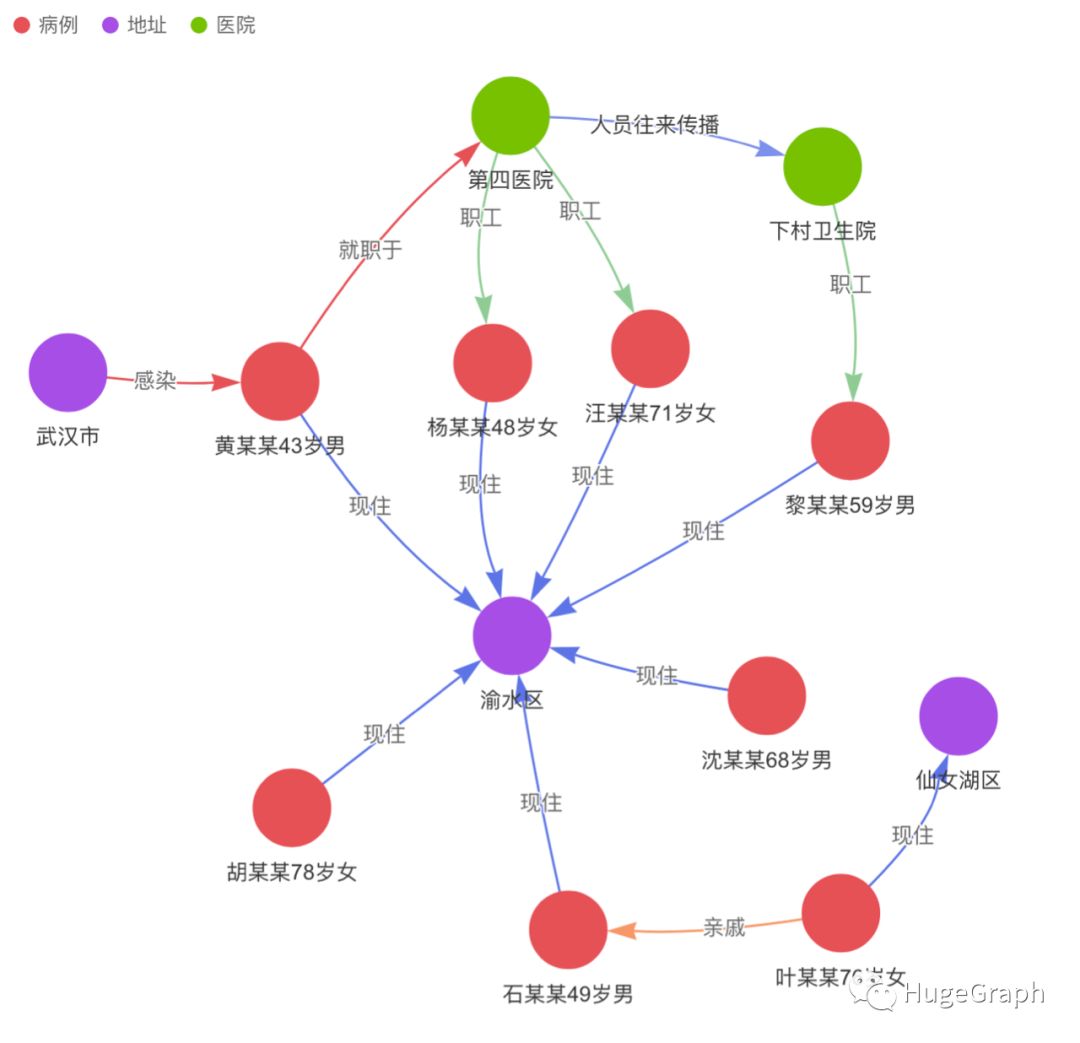 病例 地址 医院
人员往来传播
第四医院
职工
职工
下村卫生院
就职于
职工
感染
武汉市
黄某某43岁男
杨某某48岁女
汪某某71岁女
现住
现住
现住
黎某某59岁男
现住
渝水区
现住
沈某某68岁男
现住
仙女湖区
现住
现住
胡某某78岁女
亲戚
石某某49岁男
叶某某76岁女
HugeGraph